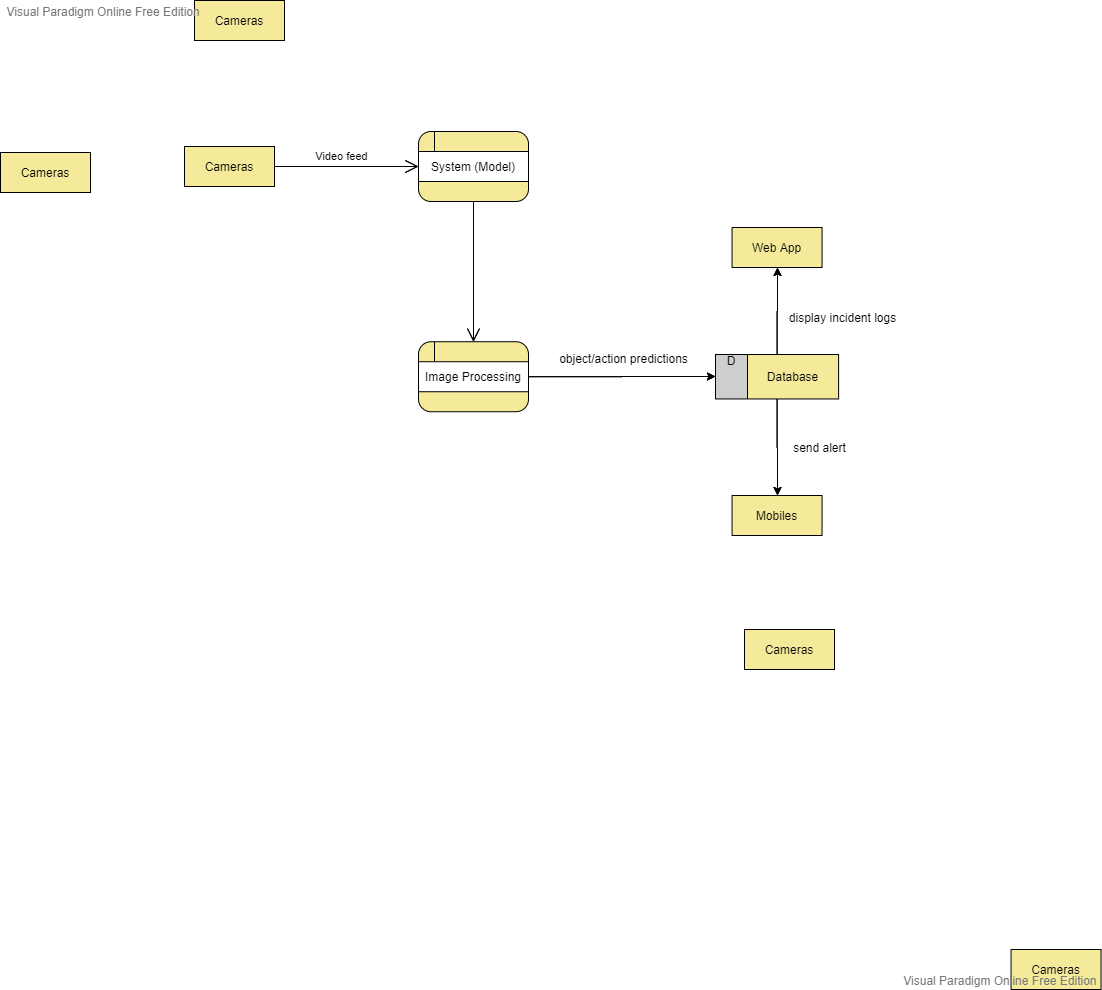 Visual Paradigm Online Free Edition
Cameras
Cameras
Cameras
Video feed
System (Model)
Web App
display incident logs
Image Processing
object/action predictions
D
Database
send alert
Mobiles
Cameras
Cameras
Visual Paradigm Online Free Edition